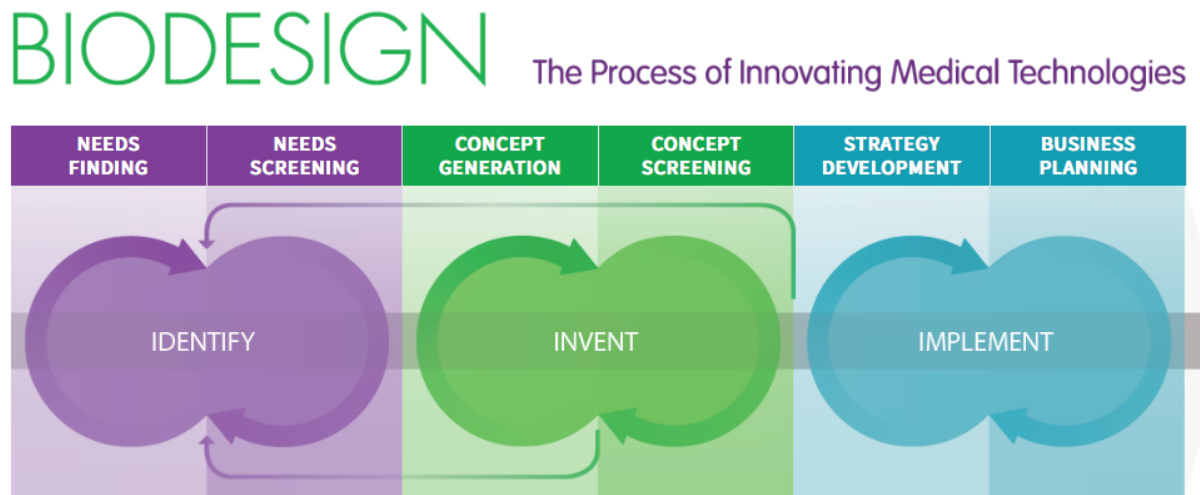 BIODESIGN
The Process of Innovating Medical Technologies
NEEDS
FINDING
NEEDS
SCREENING
CONCEPT
GENERATION
CONCEPT
SCREENING
STRATEGY
DEVELOPMENT
BUSINESS
PLANNING
IDENTIFY
INVENT
IMPLEMENT